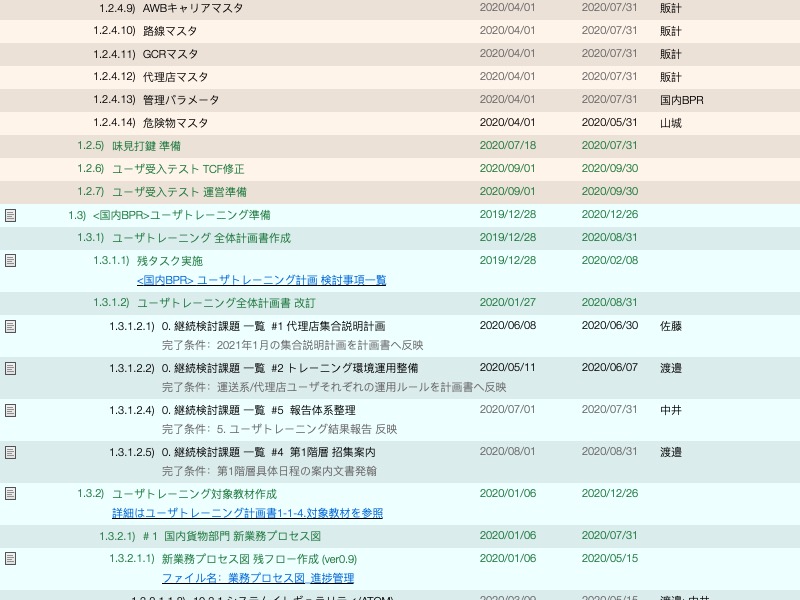 1.2.4.9) AWBキャリアマスタ 2020/04/01 2020/07/31 販計
1.2.4.10) 路線マスタ 2020/04/01 2020/07/31 販計
1.2.4.11) GCRマスタ 2020/04/01 2020/07/31 販計
1.2.4.12) 代理店マスタ 2020/04/01 2020/07/31 販計
1.2.4.13) 管理パラメータ 2020/04/01 2020/07/31 国内BPR
1.2.4.14) 危険物マスタ 2020/04/01 2020/05/31 山城
1.2.5) 味見打鍵 準備 2020/07/18 2020/07/31
1.2.6) ユーザ受入テスト TCF修正 2020/09/01 2020/09/30
1.2.7) ユーザ受入テスト 運営準備 2020/09/01 2020/09/30
1.3) <国内BPR>ユーザトレーニング準備 2019/12/28 2020/12/26
1.3.1) ユーザトレーニング 全体計画書作成 2019/12/28 2020/08/31
1.3.1.1) 残タスク実施 2019/12/28 2020/02/08
<国内BPR> ユーザトレーニング計画 検討事項一覧
1.3.1.2) ユーザトレーニング全体計画書 改訂 2020/01/27 2020/08/31
1.3.1.2.1) 0. 継続検討課題 一覧 #1 代理店集合説明計画 2020/06/08 2020/06/30 佐藤
完了条件: 2021年1月の集合説明計画を計画書へ反映
1.3.1.2.2) 0. 継続検討課題 一覧 #2 トレーニング環境運用整備 2020/05/11 2020/06/07 渡邉
完了条件: 運送系/代理店ユーザそれぞれの運用ルールを計画書へ反映
1.3.1.2.4) 0. 継続検討課題 一覧 #5 報告体系整理 2020/07/01 2020/07/31 中井
完了条件: 5. ユーザトレーニング結果報告 反映
1.3.1.2.5) 0. 継続検討課題 一覧 #4 第1階層 招集案内 2020/08/01 2020/08/31 渡邉
完了条件: 第1階層具体日程の案内文書発翰
1.3.2) ユーザトレーニング対象教材作成 2020/01/06 2020/12/26
詳細はユーザトレーニング計画書1-1-4.対象教材を参照
1.3.2.1) # 1 国内貨物部門 新業務プロセス図 2020/01/06 2020/07/31
1.3.2.1.1) 新業務プロセス図 残フロー作成 (ver0.9) 2020/01/06 2020/05/15
ファイル名: 業務プロセス図_進捗管理